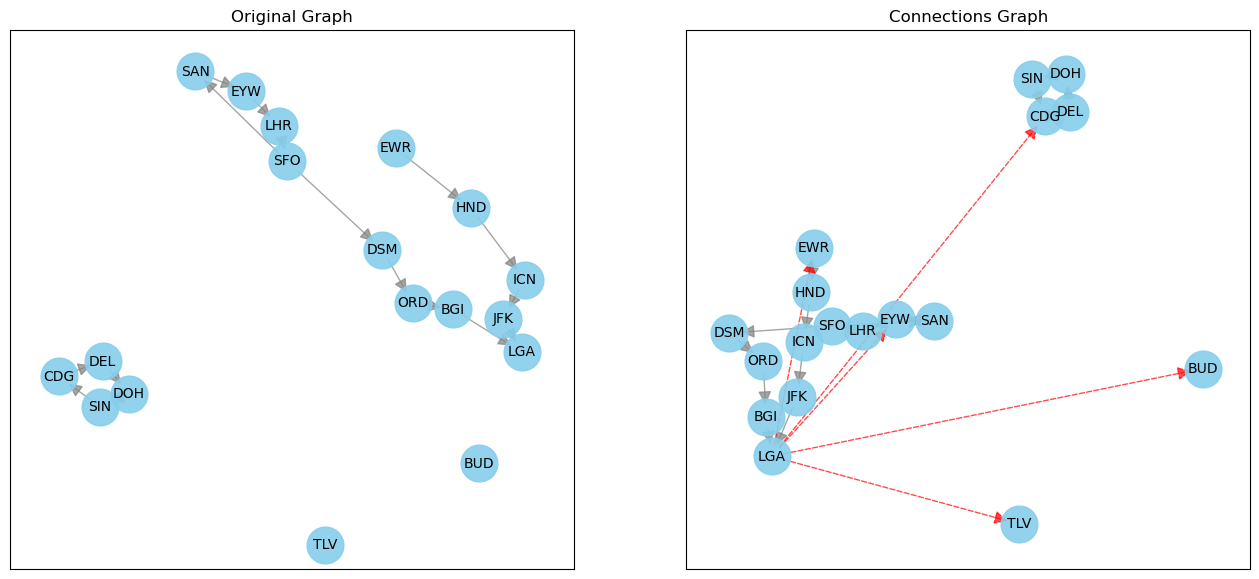 Original Graph
SAN
EYW
LHR
SFO
EWR
HND
DSM
ICN
ORD
BGI
JFK
LGA
DEL
CDG
DOH
SIN
BUD
TLV
Connections Graph
SIN
DOH
CDG
DEL
EWR
HND
DSM
SFO
LHR
EYW
SAN
ICN
ORD
JFK
BGI
LGA
BUD
TLV